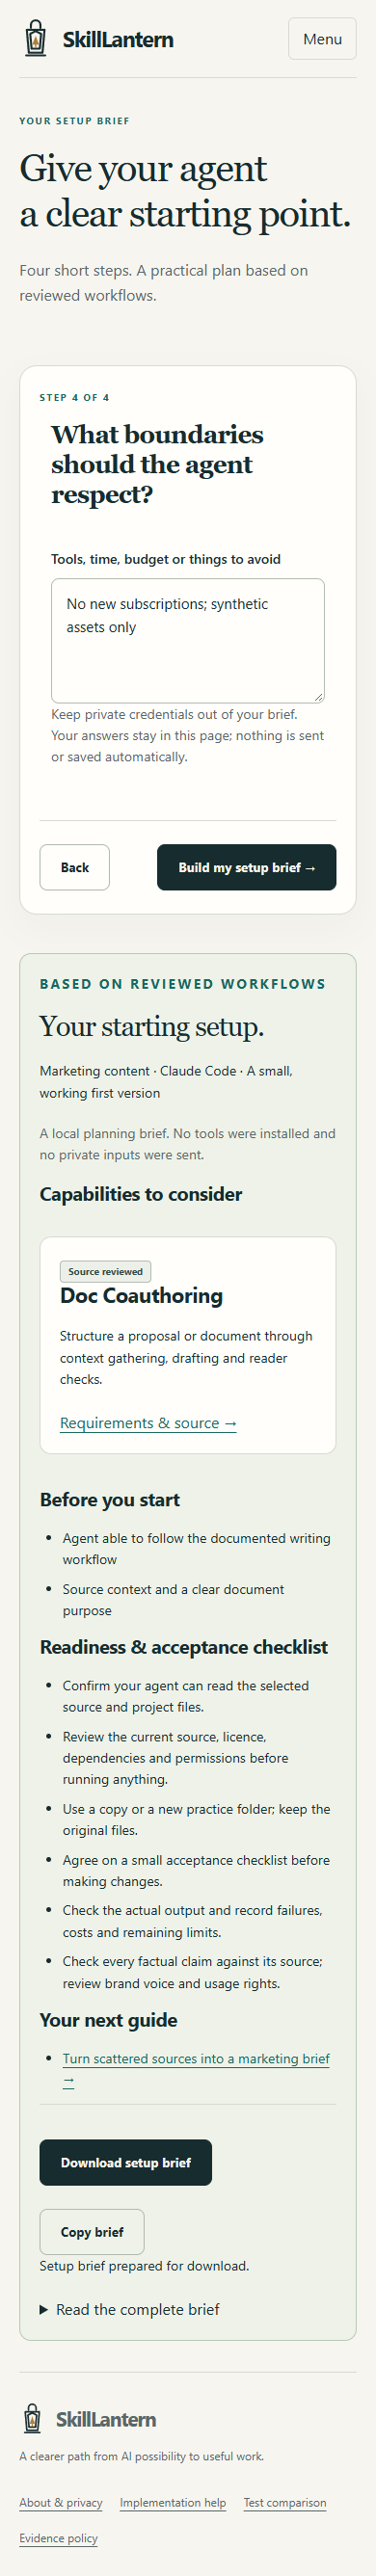 SkillLantern
Menu
YOUR SETUP BRIEF
Give your agent
a clear starting point.
Four short steps. A practical plan based on
reviewed workflows.
STEP 4 OF 4
What boundaries
should the agent
respect?
Tools, time, budget or things to avoid
No new subscriptions; synthetic
assets only
Keep private credentials out of your brief.
Your answers stay in this page; nothing is sent
or saved automatically.
Back
Build my setup brief →
BASED ON REVIEWED WORKFLOWS
Your starting setup.
Marketing content · Claude Code · A small,
working first version
A local planning brief. No tools were installed and
no private inputs were sent.
Capabilities to consider
Source reviewed
Doc Coauthoring
Structure a proposal or document through
context gathering, drafting and reader
checks.
Requirements & source →
Before you start
• Agent able to follow the documented writing
workflow
• Source context and a clear document
purpose
Readiness & acceptance checklist
• Confirm your agent can read the selected
source and project files.
• Review the current source, licence,
dependencies and permissions before
running anything.
• Use a copy or a new practice folder; keep the
original files.
• Agree on a small acceptance checklist before
making changes.
• Check the actual output and record failures,
costs and remaining limits.
• Check every factual claim against its source;
review brand voice and usage rights.
Your next guide
• Turn scattered sources into a marketing brief
→
Download setup brief
Copy brief
Setup brief prepared for download.
▶ Read the complete brief
SkillLantern
A clearer path from AI possibility to useful work.
About & privacy
Implementation help
Test comparison
Evidence policy